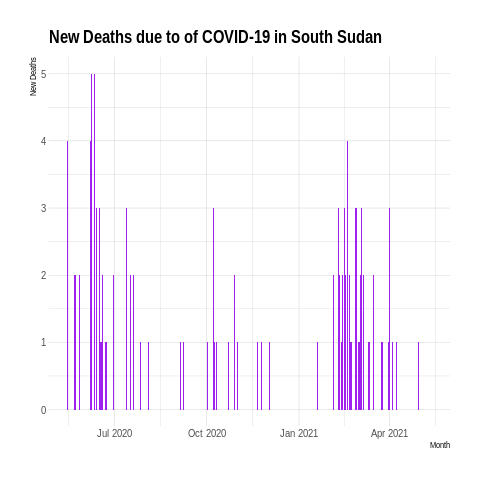 New Deaths due to of COVID-19 in South Sudan
New Deaths
5
4
3
2
1
0
Jul 2020 Oct 2020 Jan 2021 Apr 2021
Month